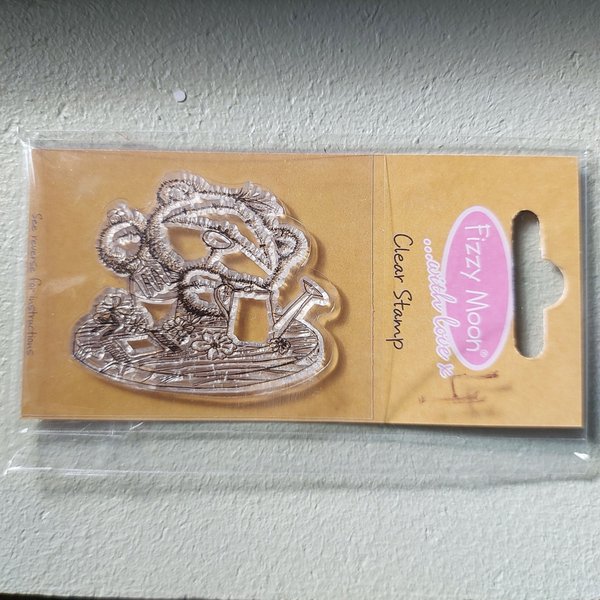 Fizzy Moon®
...with love x
Clear Stamp
See reverse for instructions